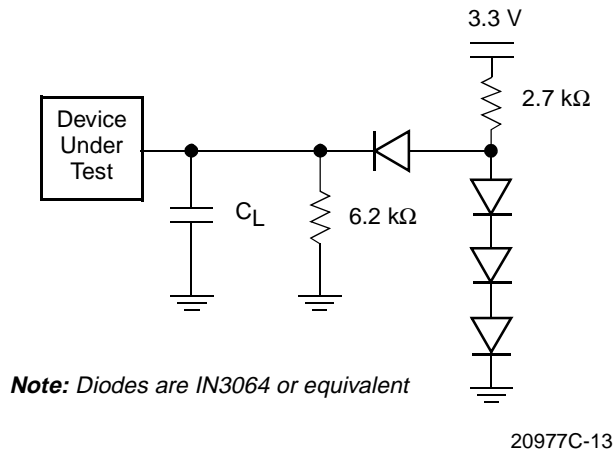 3.3 V
2.7 kΩ
Device
Under
Test
CL
6.2 kΩ
Note: Diodes are IN3064 or equivalent
20977C-13